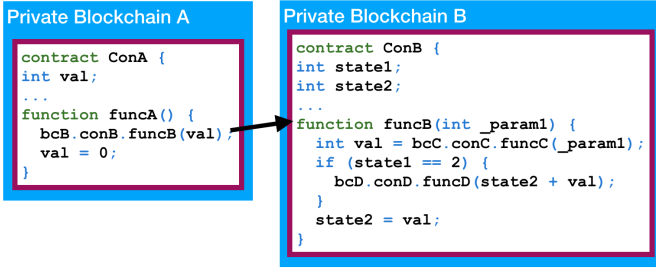 Private Blockchain A
contract ConA {
int val;
...
function funcA() {
bcB.conB.funcB(val);
val = 0;
}
Private Blockchain B
contract ConB {
int state1;
int state2;
...
function funcB(int _param1) {
int val = bcC.conC.funcC(_param1);
if (state1 == 2) {
bcD.conD.funcD(state2 + val);
}
state2 = val;
}